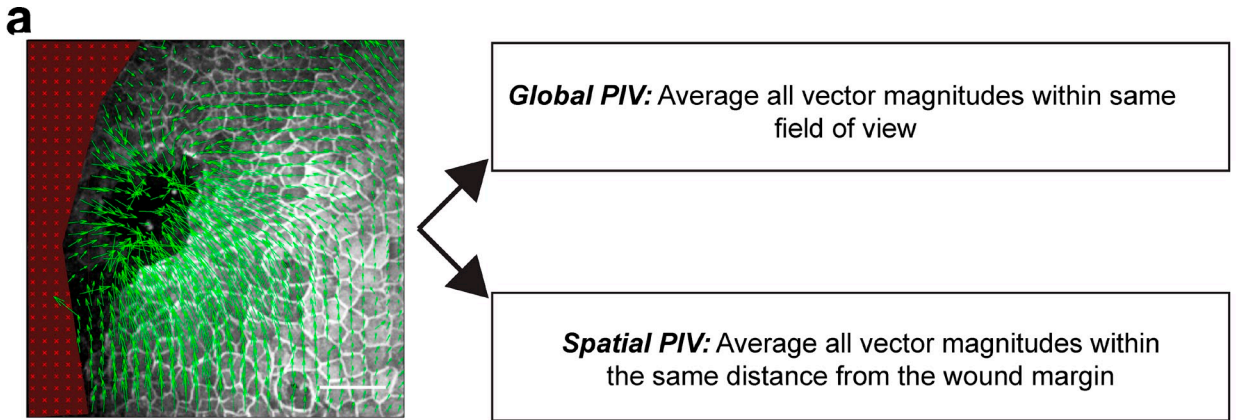 a
Global PIV: Average all vector magnitudes within same
field of view
Spatial PIV: Average all vector magnitudes within
the same distance from the wound margin